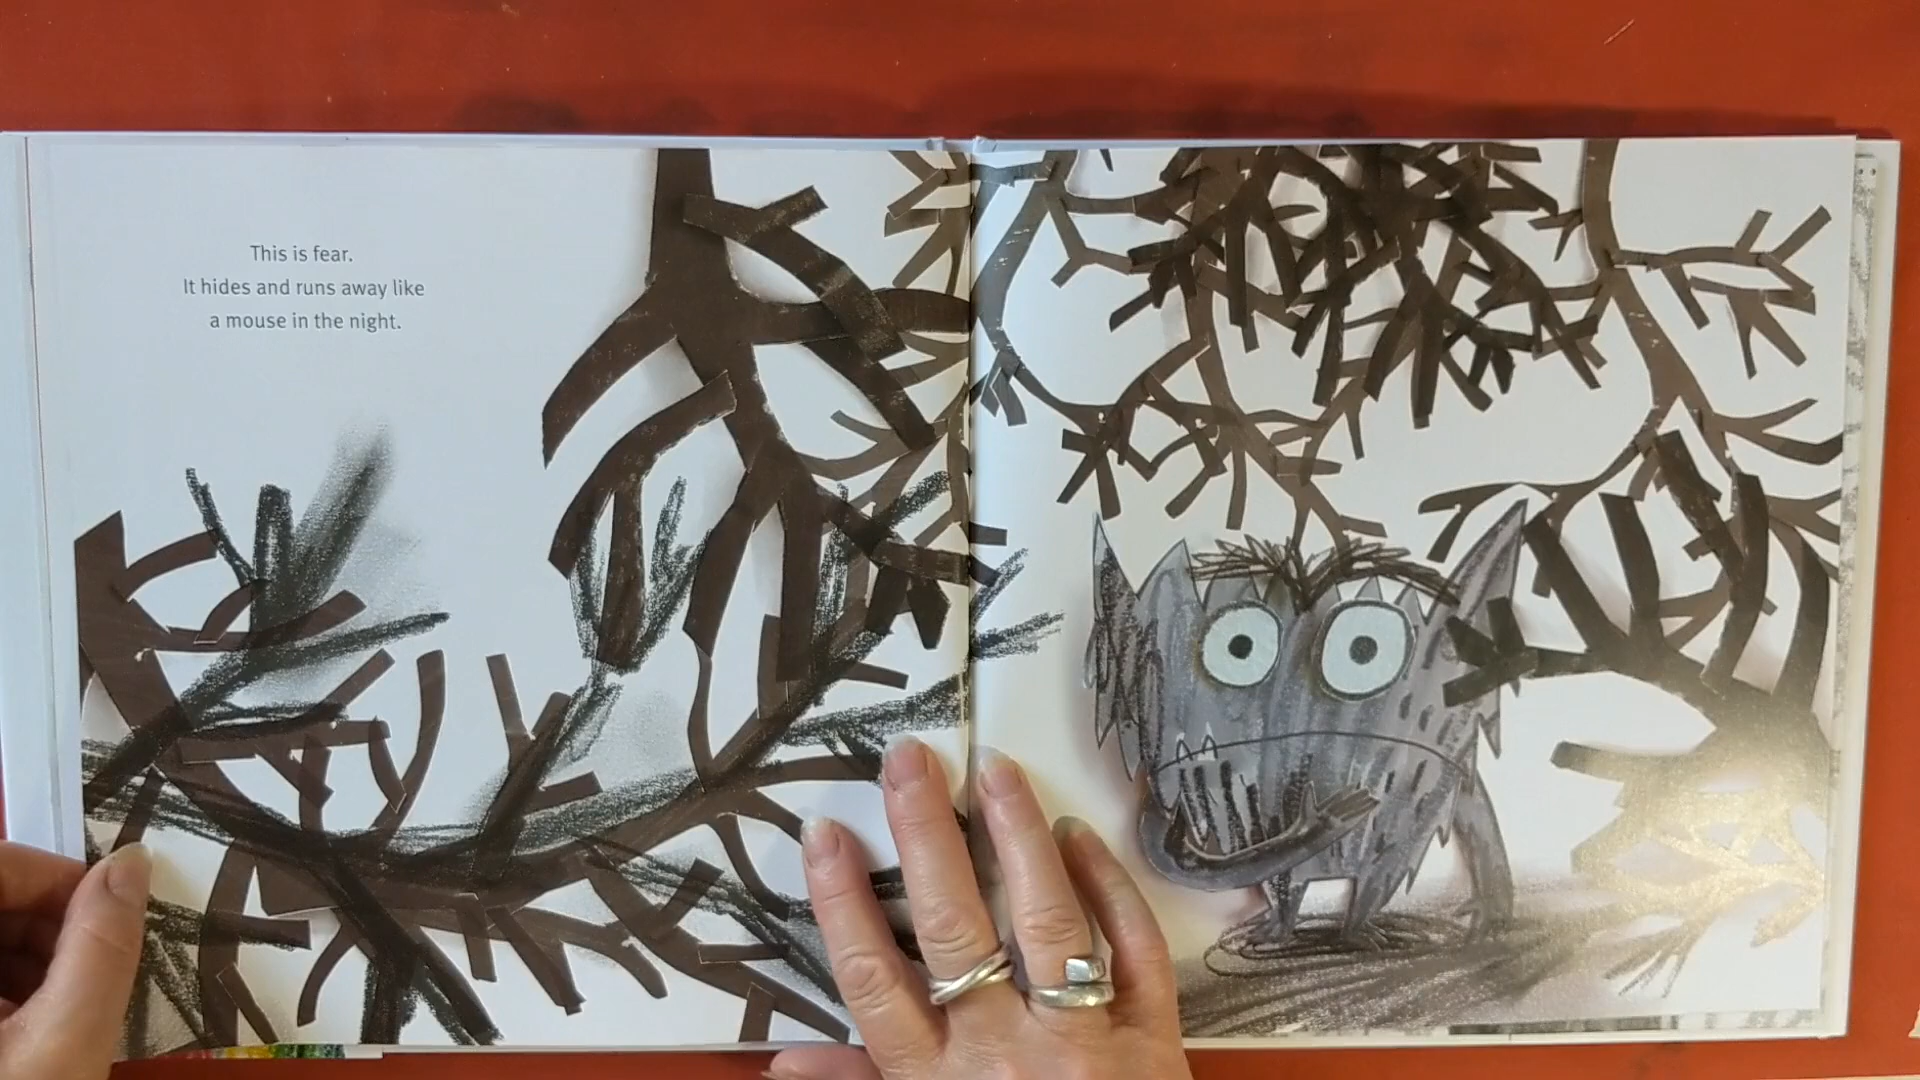 This is fear.
It hides and runs away like
a mouse in the night.